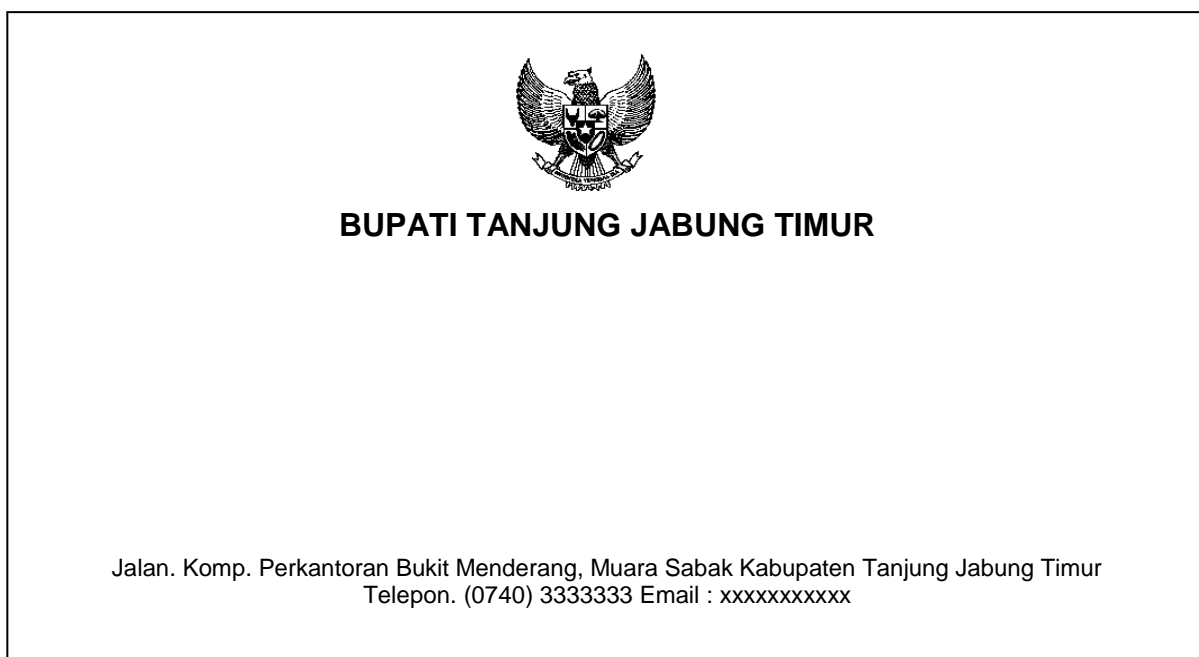 BUPATI TANJUNG JABUNG TIMUR
Jalan. Komp. Perkantoran Bukit Menderang, Muara Sabak Kabupaten Tanjung Jabung Timur
Telepon. (0740) 3333333 Email : xxxxxxxxxxx